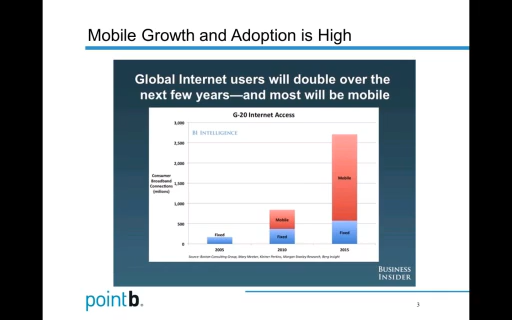 Mobile Growth and Adoption is High
Global Internet users will double over the
next few years—and most will be mobile
G-20 Internet Access
BI INTELLIGENCE
Consumer
Broadband
Connections
(millions)
3,000
2,500
2,000
1,500
1,000
500
0
Fixed
Mobile
Fixed
Mobile
Fixed
2005
2010
2015
Source: Boston Consulting Group, Mary Meeker, Kleiner Perkins, Morgan Stanley Research, Berg Insight
BUSINESS
INSIDER
pointb.
3